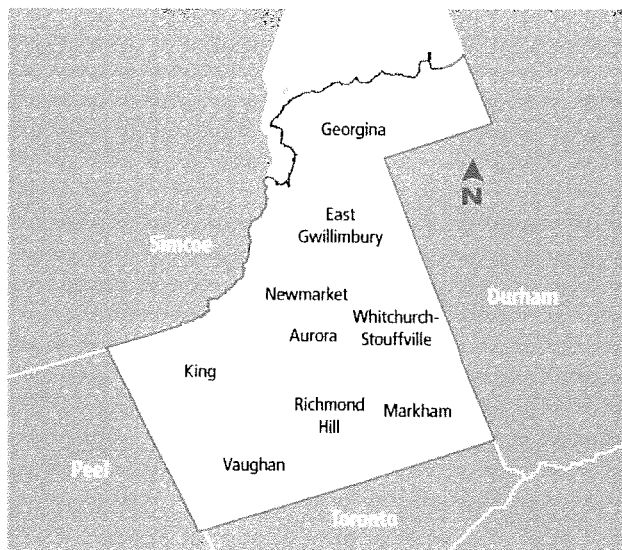 Georgina
N
East
Gwillimbury
Simcoe
Durham
Newmarket
Whitchurch-
Stouffville
Aurora
King
Richmond
Hill
Markham
Peel
Vaughan
Toronto